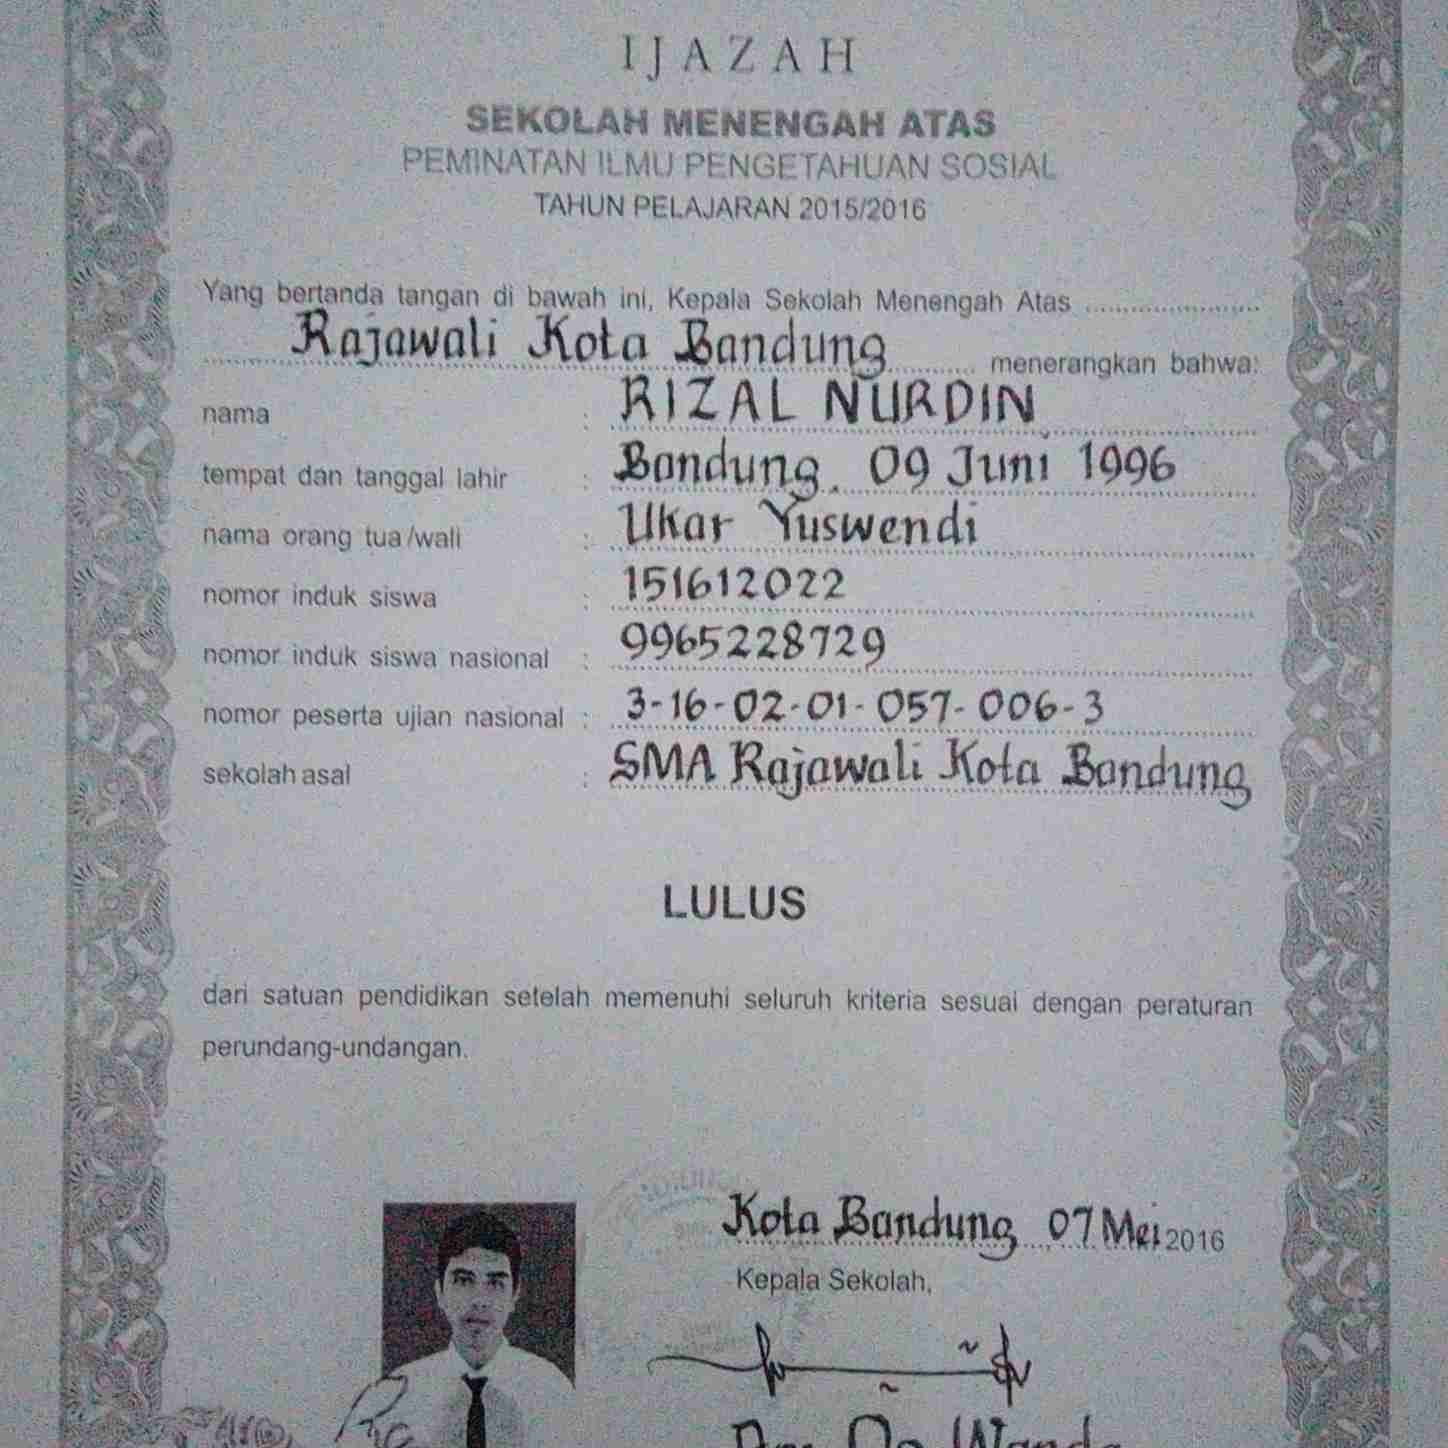 IJAZAH
SEKOLAH MENENGAH ATAS
PEMINATAN ILMU PENGETAHUAN SOSIAL
TAHUN PELAJARAN 2015/2016
Yang bertanda tangan di bawah ini, Kepala Sekolah Menengah Atas ......................
Rajawali Kota Bandung ........... menerangkan bahwa:
nama : RIZAL NURDIN
tempat dan tanggal lahir : Bandung, 09 Juni 1996
nama orang tua/wali : Ukar Yuswendi
nomor induk siswa : 151612022
nomor induk siswa nasional : 9965228729
nomor peserta ujian nasional : 3-16-02-01-057-006-3
sekolah asal : SMA Rajawali Kota Bandung
LULUS
dari satuan pendidikan setelah memenuhi seluruh kriteria sesuai dengan peraturan
perundang-undangan.
Kota Bandung, 07 Mei 2016
Kepala Sekolah,